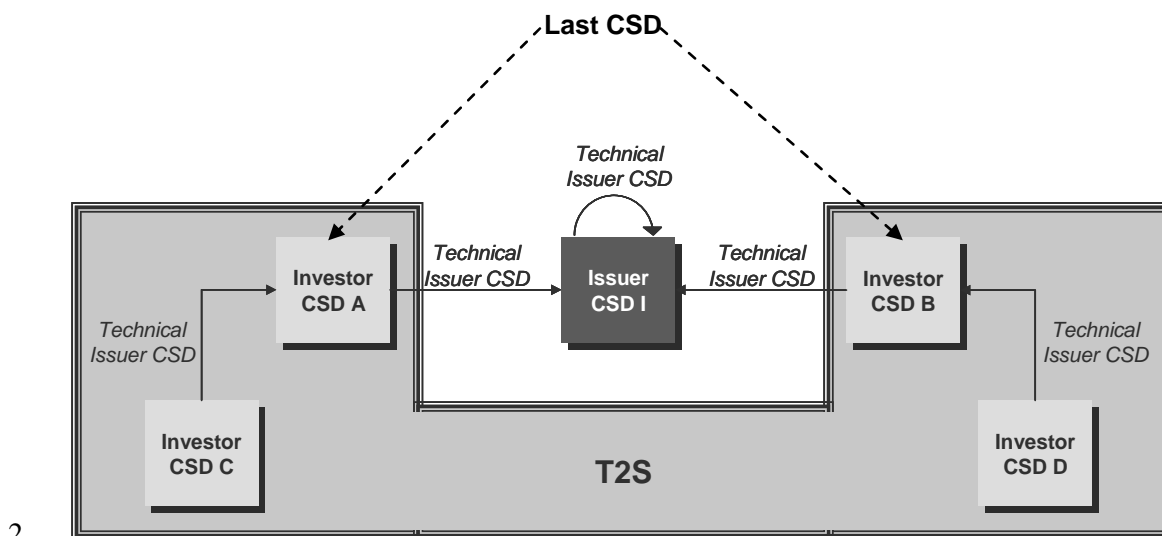 Last CSD
Technical
Issuer CSD
Technical
Issuer CSD
Technical
Issuer CSD
Investor
CSD A
Issuer
CSD I
Investor
CSD B
Technical
Issuer CSD
Technical
Issuer CSD
Investor
CSD C
Investor
CSD D
T2S
2